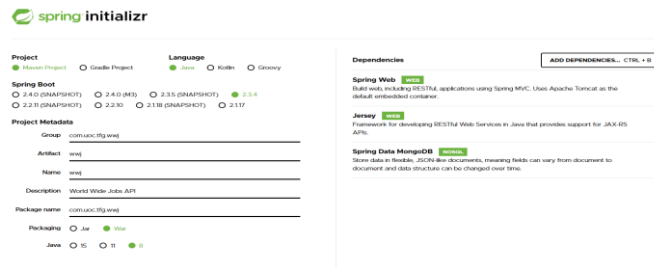 spring initializr
Project
Maven Project Gradle Project
Language
Java Kotlin Groovy
Spring Boot
2.4.0 (SNAPSHOT) 2.4.0 (M3) 2.3.5 (SNAPSHOT) 2.3.4
2.2.11 (SNAPSHOT) 2.2.10 2.1.18 (SNAPSHOT) 2.1.17
Project Metadata
Group com.uoc.tfg.wwj
Artifact wwj
Name wwj
Description World Wide Jobs API
Package name com.uoc.tfg.wwj
Packaging Jar War
Java 15 11 8
Dependencies
ADD DEPENDENCIES... CTRL + B
Spring Web WEB
Build web, including RESTful, applications using Spring MVC. Uses Apache Tomcat as the
default embedded container.
Jersey WEB
Framework for developing RESTful Web Services in Java that provides support for JAX-RS
APIs.
Spring Data MongoDB NOSQL
Store data in flexible, JSON-like documents, meaning fields can vary from document to
document and data structure can be changed over time.